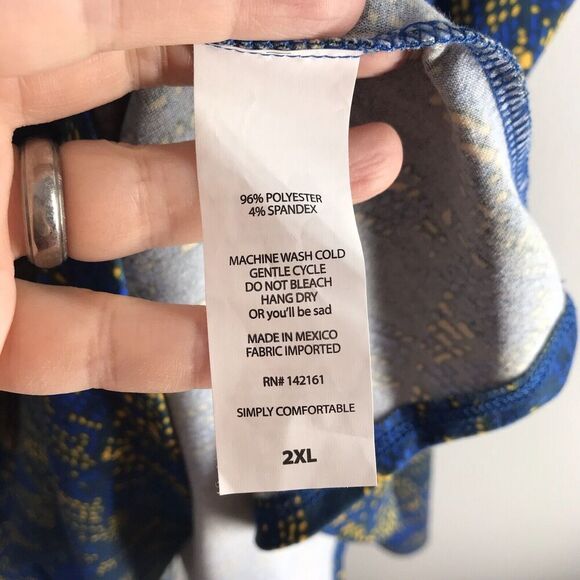 96% POLYESTER
4% SPANDEX
MACHINE WASH COLD
GENTLE CYCLE
DO NOT BLEACH
HANG DRY
OR you'll be sad
MADE IN MEXICO
FABRIC IMPORTED
RN# 142161
SIMPLY COMFORTABLE
2XL